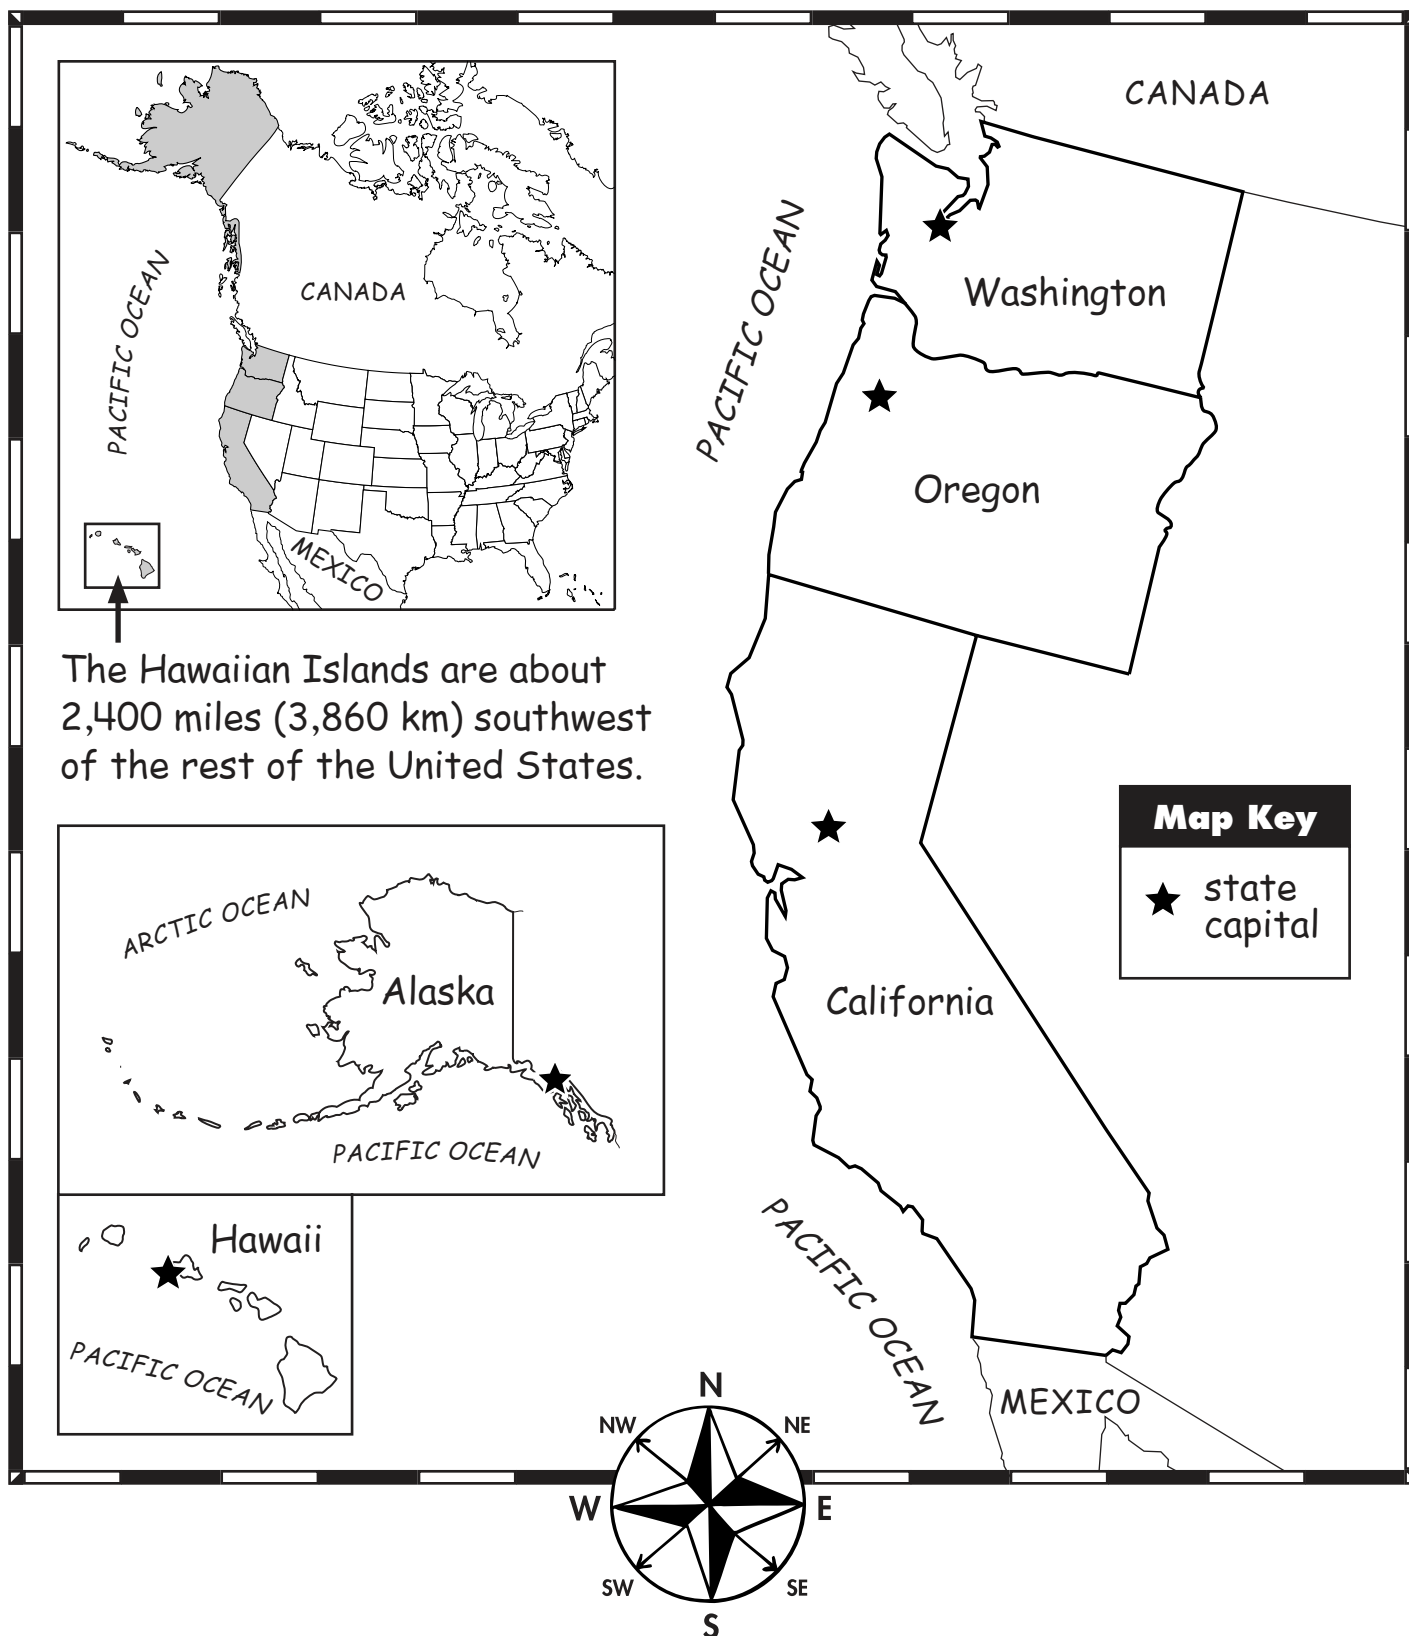 CANADA
PACIFIC OCEAN
MEXICO
The Hawaiian Islands are about
2,400 miles (3,860 km) southwest
of the rest of the United States.
ARCTIC OCEAN
Alaska
PACIFIC OCEAN
Hawaii
PACIFIC OCEAN
CANADA
PACIFIC OCEAN
Washington
Oregon
California
PACIFIC OCEAN
MEXICO
Map Key
state
capital
N
NW
NE
W
E
SW
SE
S